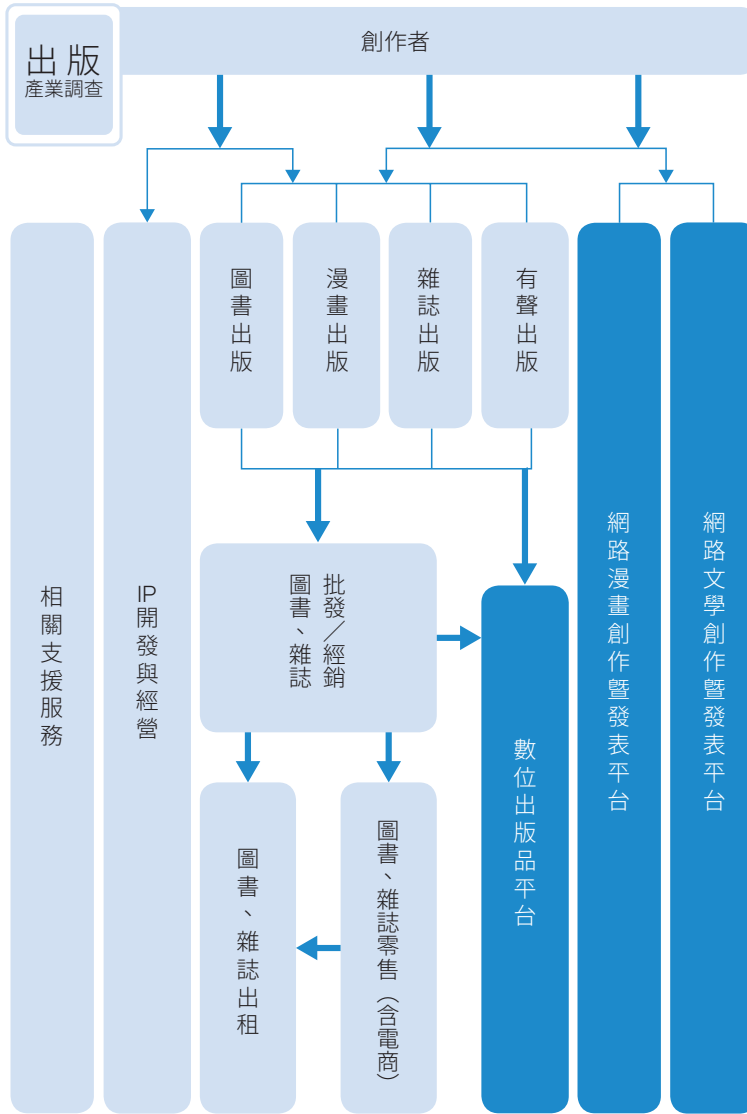 出版
產業調查
創作者
相關支援服務
IP開發與經營
圖書出版
漫畫出版
雜誌出版
有聲出版
批發／經銷
圖書、雜誌
圖書、雜誌出租
圖書、雜誌零售（含電商）
數位出版品平台
網路漫畫創作暨發表平台
網路文學創作暨發表平台